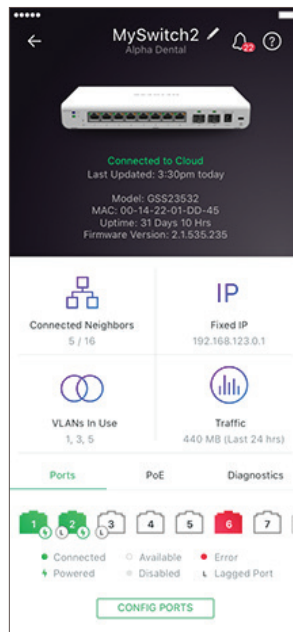 MySwitch2
22
?
Alpha Dental
NETGEAR
Connected to Cloud
Last Updated: 3:30pm today
Model: GSS23532
MAC: 00-14-22-01-DD-45
Uptime: 31 Days 10 Hrs
Firmware Version: 2.1.535.235
IP
Connected Neighbors
5 / 16
Fixed IP
192.168.123.0.1
VLANs In Use
1, 3, 5
Traffic
440 MB (Last 24 hrs)
Ports PoE Diagnostics
1 2 3 4 5 6 7
L L
Connected Available Error
Powered Disabled L Lagged Port
CONFIG PORTS